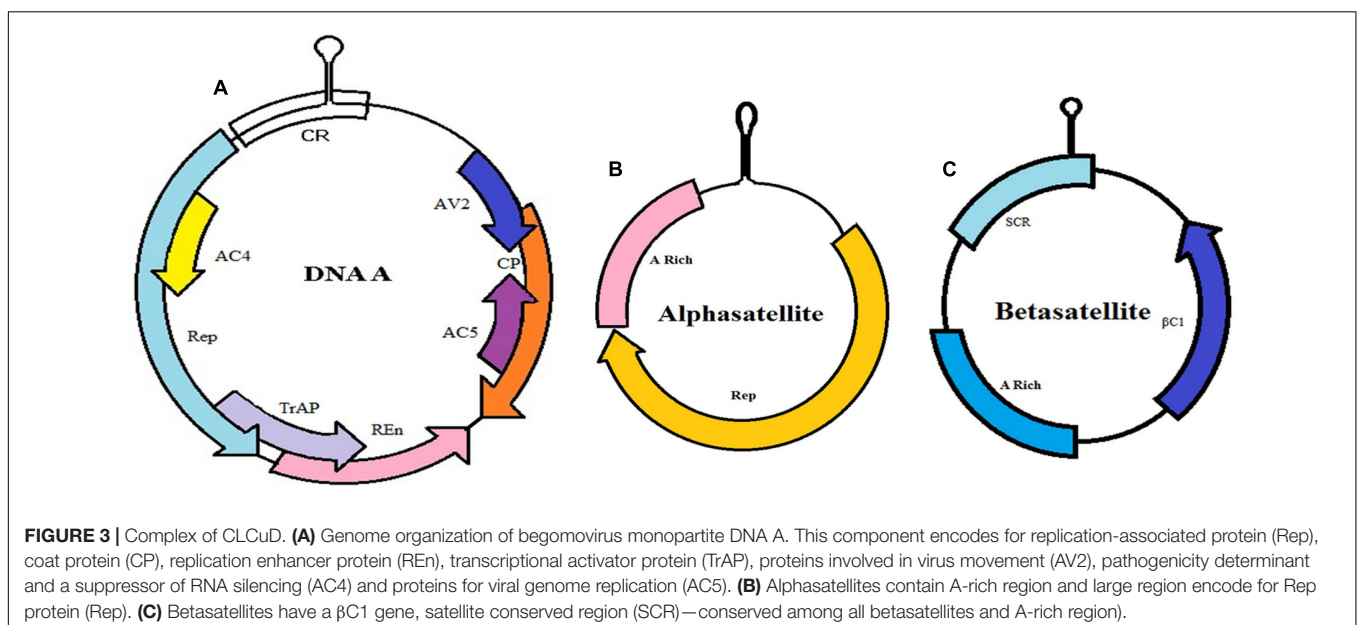 A
CR
AV2
AC4
CP
DNA A
AC5
Rep
TrAP
REn
B
A Rich
Alphasatellite
Rep
C
SCR
Betasatellite
βC1
A Rich
FIGURE 3 | Complex of CLCuD. (A) Genome organization of begomovirus monopartite DNA A. This component encodes for replication-associated protein (Rep),
coat protein (CP), replication enhancer protein (REn), transcriptional activator protein (TrAP), proteins involved in virus movement (AV2), pathogenicity determinant
and a suppressor of RNA silencing (AC4) and proteins for viral genome replication (AC5). (B) Alphasatellites contain A-rich region and large region encode for Rep
protein (Rep). (C) Betasatellites have a βC1 gene, satellite conserved region (SCR)—conserved among all betasatellites and A-rich region).